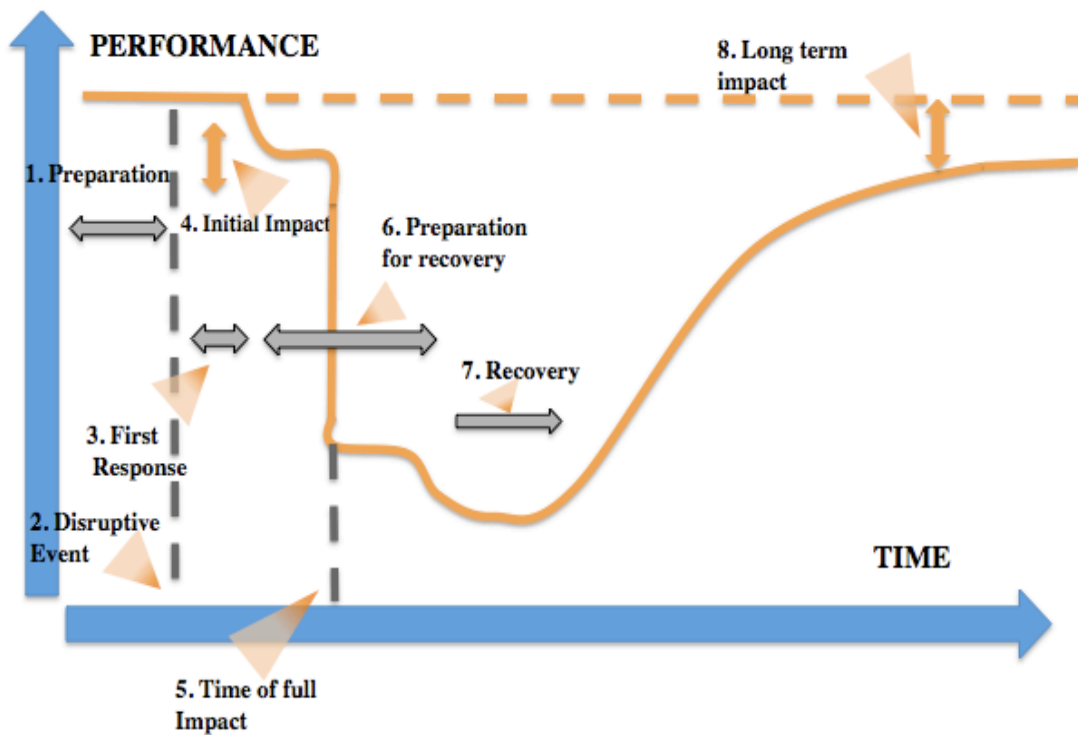 PERFORMANCE
8. Long term
impact
1. Preparation
4. Initial Impact
6. Preparation
for recovery
7. Recovery
3. First
Response
2. Disruptive
Event
TIME
5. Time of full
Impact